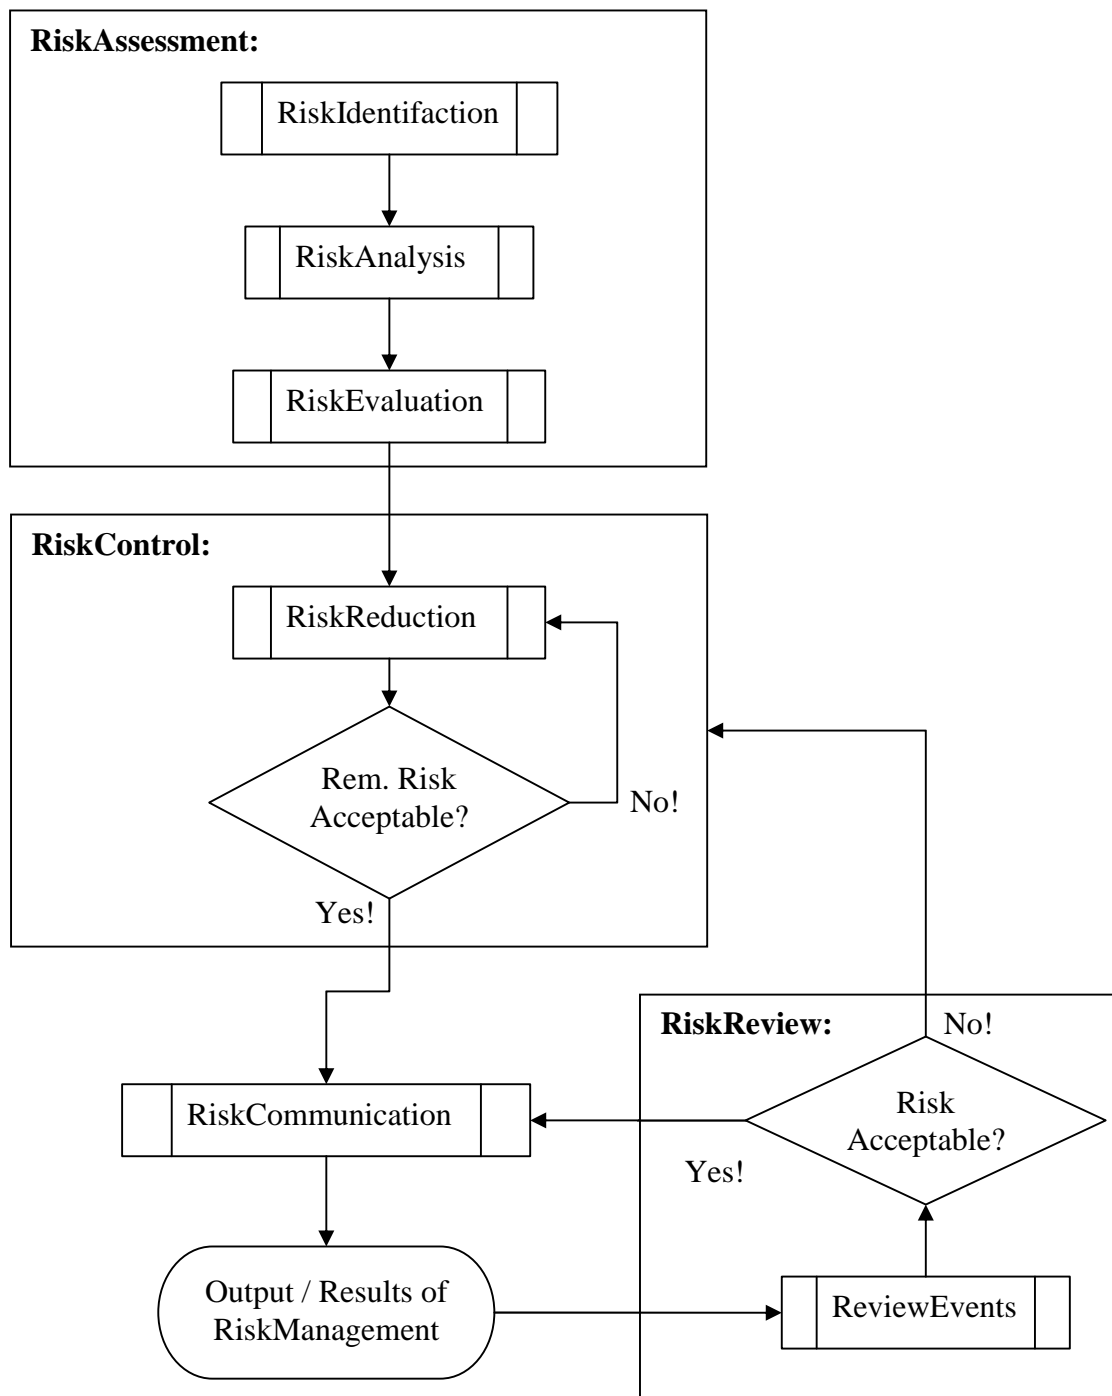 RiskAssessment:
RiskIdentifaction
RiskAnalysis
RiskEvaluation
RiskControl:
RiskReduction
Rem. Risk
Acceptable?
No!
Yes!
RiskReview:
No!
RiskCommunication
Risk
Acceptable?
Yes!
Output / Results of
RiskManagement
ReviewEvents